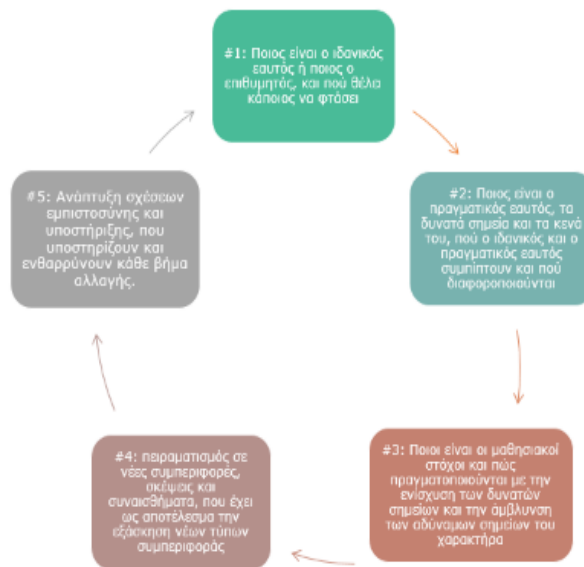 #1: Ποιος είναι ο ιδανικός
εαυτός ή ποιος ο
επιθυμητός, και πού θέλει
κάποιος να φτάσει
#2: Ποιος είναι ο
πραγματικός εαυτός, τα
δυνατά σημεία και τα κενά
του, πού ο ιδανικός και ο
πραγματικός εαυτός
συμπίπτουν και πού
διαφοροποιούνται
#3: Ποιοι είναι οι μαθησιακοί
στόχοι και πώς
πραγματοποιούνται με την
ενίσχυση των δυνατών
σημείων και την άμβλυνση
των αδύναμων σημείων του
χαρακτήρα
#4: πειραματισμός σε
νέες συμπεριφορές,
σκέψεις και
συναισθήματα, που έχει
ως αποτέλεσμα την
εξάσκηση νέων τύπων
συμπεριφοράς
#5: Ανάπτυξη σχέσεων
εμπιστοσύνης και
υποστήριξης, που
υποστηρίζουν και
ενθαρρύνουν κάθε βήμα
αλλαγής.